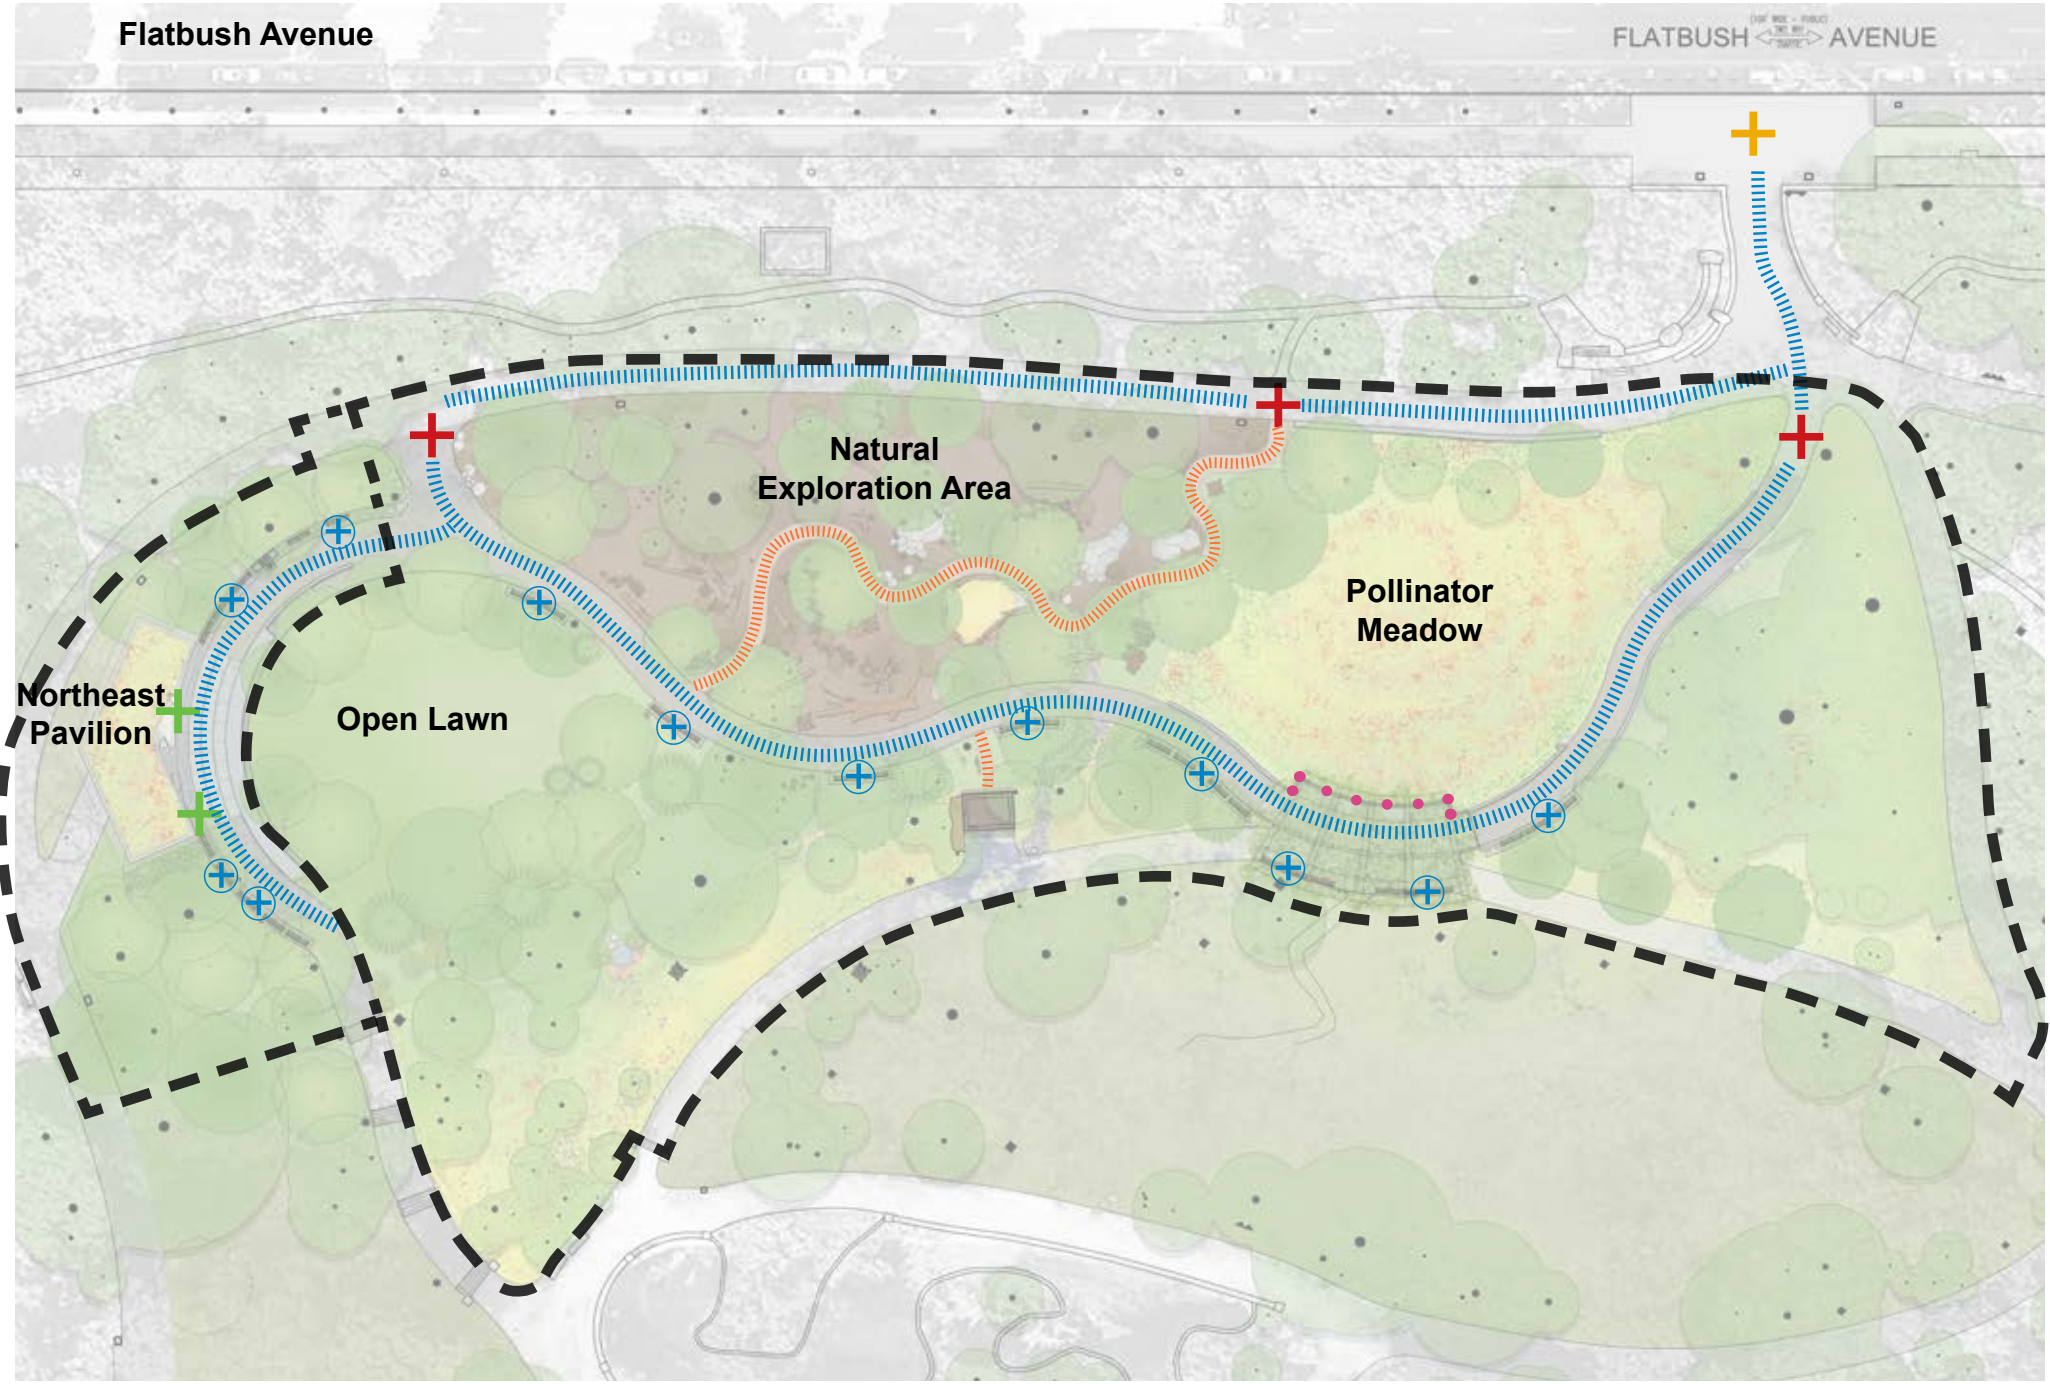 Flatbush Avenue
FLATBUSH AVENUE
Natural
Exploration Area
Pollinator
Meadow
Northeast
Pavilion
Open Lawn